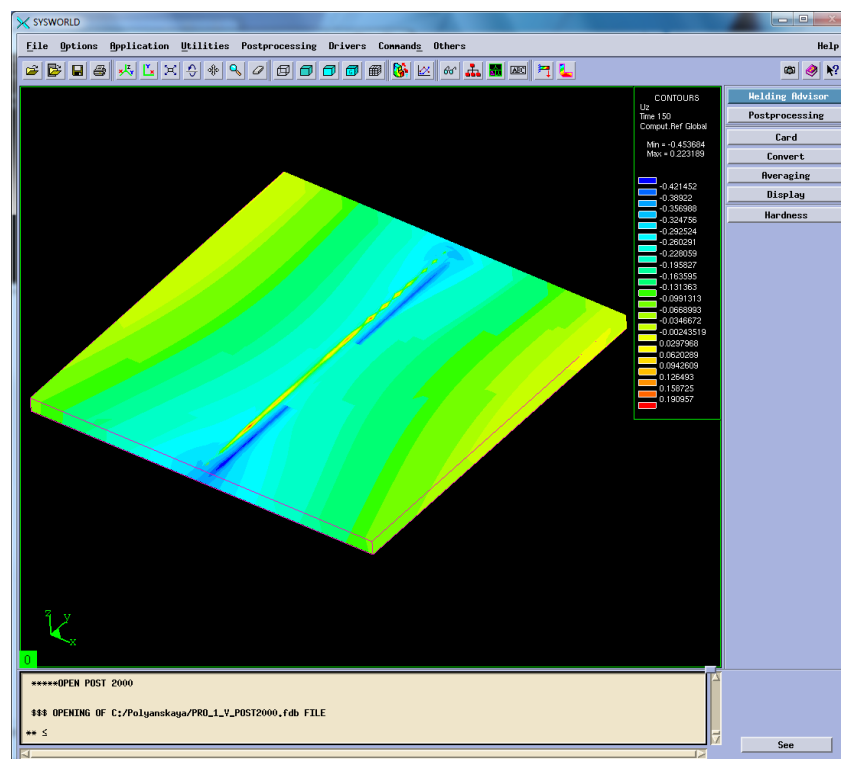 SYSWORLD
File Options Application Utilities Postprocessing Drivers Commands Others Help
CONTOURS
Uz
Time 150
Comput.Ref Global
Min = -0.453684
Max = 0.223189
-0.421452
-0.38922
-0.356988
-0.324756
-0.292524
-0.260291
-0.228059
-0.195827
-0.163595
-0.131363
-0.0991313
-0.0668993
-0.0346672
-0.00243519
0.0297968
0.0620289
0.0942609
0.126493
0.158725
0.190957
Welding Advisor
Postprocessing
Card
Convert
Averaging
Display
Hardness
z
y
x
0
*****OPEN POST 2000
$$$ OPENING OF C:/Polyanskaya/PRO_1_V_POST2000.fdb FILE
** ≤
See